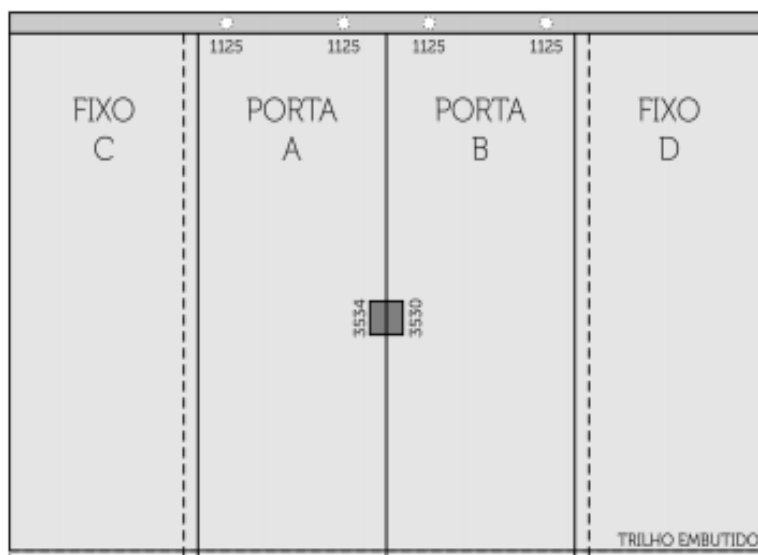 1125 1125 1125 1125
FIXO PORTA PORTA FIXO
C A B D
3534 3530
TRILHO EMBUTIDO